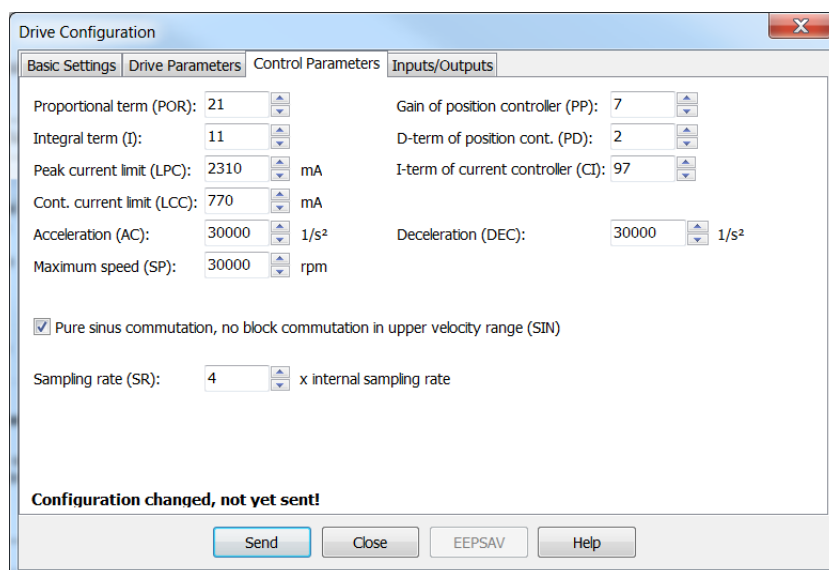 Drive Configuration
Basic Settings Drive Parameters Control Parameters Inputs/Outputs
Proportional term (POR): 21 Gain of position controller (PP): 7
Integral term (I): 11 D-term of position cont. (PD): 2
Peak current limit (LPC): 2310 mA I-term of current controller (CI): 97
Cont. current limit (LCC): 770 mA
Acceleration (AC): 30000 1/s² Deceleration (DEC): 30000 1/s²
Maximum speed (SP): 30000 rpm
Pure sinus commutation, no block commutation in upper velocity range (SIN)
Sampling rate (SR): 4 x internal sampling rate
Configuration changed, not yet sent!
Send Close EEPSAV Help